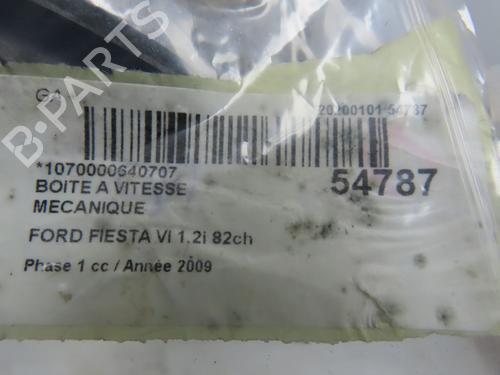 GA
20200101-54787
*1070000640707
54787
BOITE A VITESSE
MECANIQUE
FORD FIESTA VI 1.2i 82ch
Phase 1 cc / Année 2009
B-PARTS